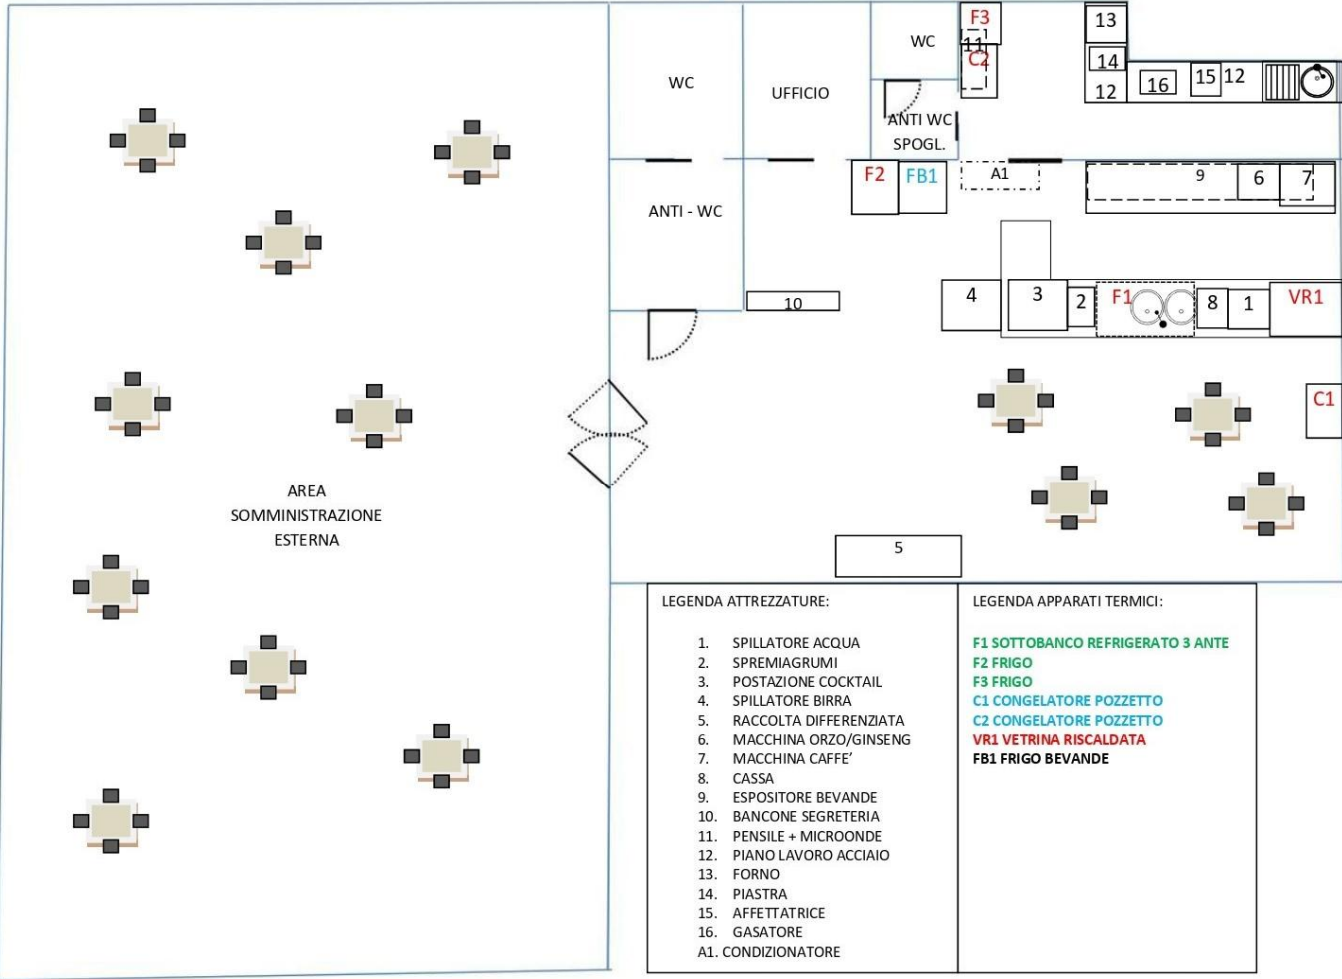 F3
13
WC
11
C2
WC
UFFICIO
14
16
15
12
12
ANTI WC
SPOGL.
F2
FB1
A1
9
6
7
ANTI - WC
10
4
3
2
F1
8
1
VR1
C1
AREA
SOMMINISTRAZIONE
ESTERNA
5
LEGENDA ATTREZZATURE:
1. SPILLATORE ACQUA
2. SPREMIAGRUMI
3. POSTAZIONE COCKTAIL
4. SPILLATORE BIRRA
5. RACCOLTA DIFFERENZIATA
6. MACCHINA ORZO/GINSENG
7. MACCHINA CAFFE'
8. CASSA
9. ESPOSITORE BEVANDE
10. BANCONE SEGRETERIA
11. PENSILE + MICROONDE
12. PIANO LAVORO ACCIAIO
13. FORNO
14. PIASTRA
15. AFFETTATRICE
16. GASATORE
A1. CONDIZIONATORE
LEGENDA APPARATI TERMICI:
F1 SOTTOBANCO REFRIGERATO 3 ANTE
F2 FRIGO
F3 FRIGO
C1 CONGELATORE POZZETTO
C2 CONGELATORE POZZETTO
VR1 VETRINA RISCALDATA
FB1 FRIGO BEVANDE